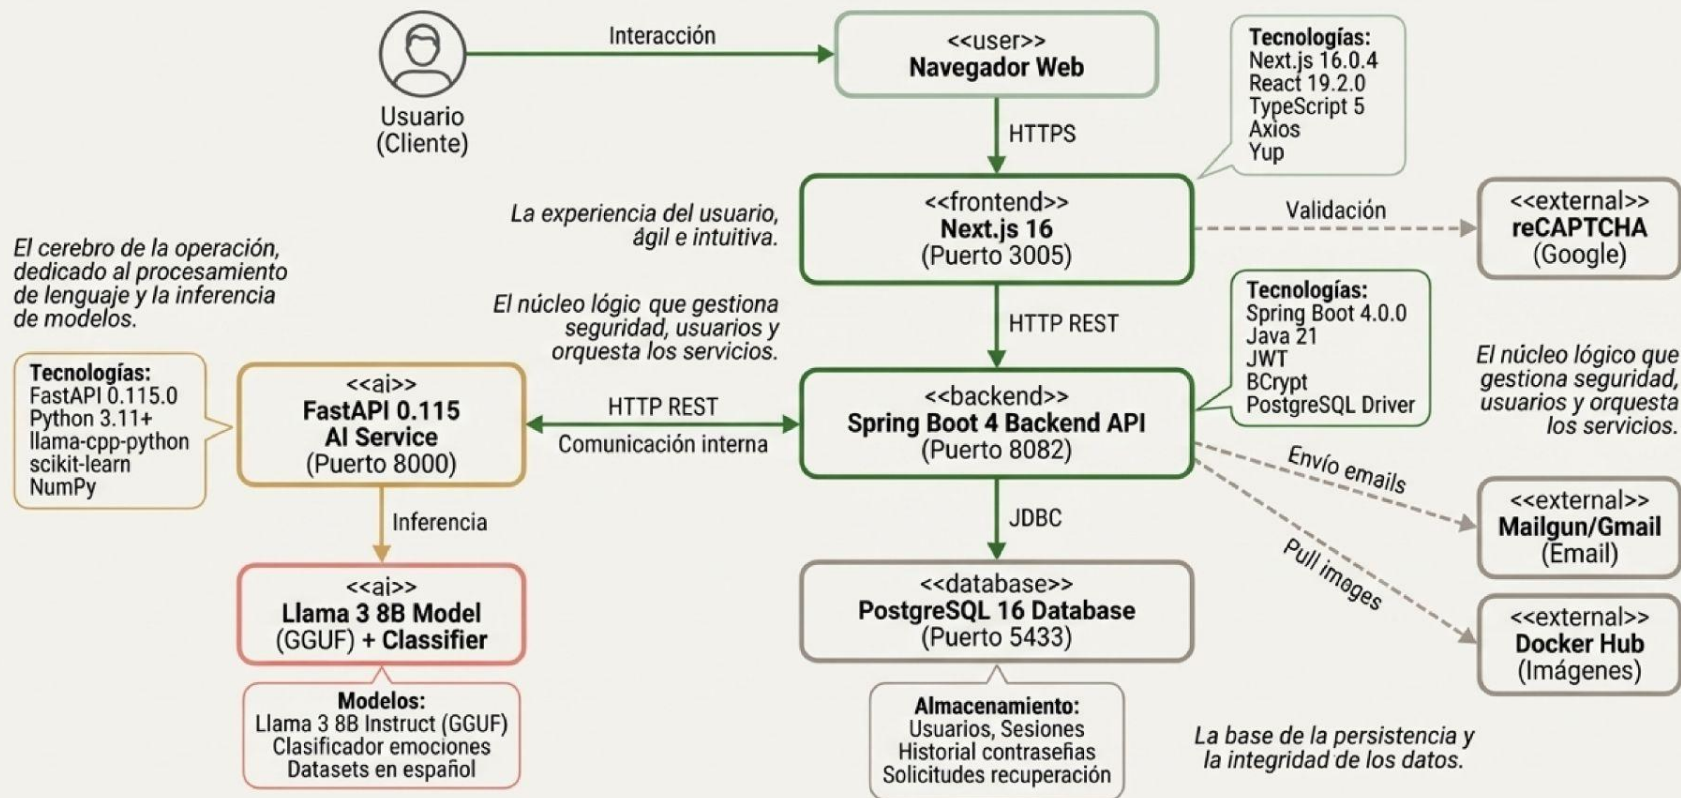 Interacción
Usuario
(Cliente)
<<user>>
Navegador Web
Tecnologías:
Next.js 16.0.4
React 19.2.0
TypeScript 5
Axios
Yup
HTTPS
La experiencia del usuario,
ágil e intuitiva.
<<frontend>>
Next.js 16
(Puerto 3005)
Validación
<<external>>
reCAPTCHA
(Google)
El cerebro de la operación,
dedicado al procesamiento
de lenguaje y la inferencia
de modelos.
El núcleo lógic que gestiona
seguridad, usuarios y
orquesta los servicios.
HTTP REST
Tecnologías:
Spring Boot 4.0.0
Java 21
JWT
BCrypt
PostgreSQL Driver
El núcleo lógico que
gestiona seguridad,
usuarios y orquesta
los servicios.
Tecnologías:
FastAPI 0.115.0
Python 3.11+
llama-cpp-python
scikit-learn
NumPy
<<ai>>
FastAPI 0.115
AI Service
(Puerto 8000)
HTTP REST
Comunicación interna
<<backend>>
Spring Boot 4 Backend API
(Puerto 8082)
Envío emails
Pull images
<<external>>
Mailgun/Gmail
(Email)
Inferencia
JDBC
<<ai>>
Llama 3 8B Model
(GGUF) + Classifier
<<database>>
PostgreSQL 16 Database
(Puerto 5433)
<<external>>
Docker Hub
(Imágenes)
Modelos:
Llama 3 8B Instruct (GGUF)
Clasificador emociones
Datasets en español
Almacenamiento:
Usuarios, Sesiones
Historial contraseñas
Solicitudes recuperación
La base de la persistencia y
la integridad de los datos.